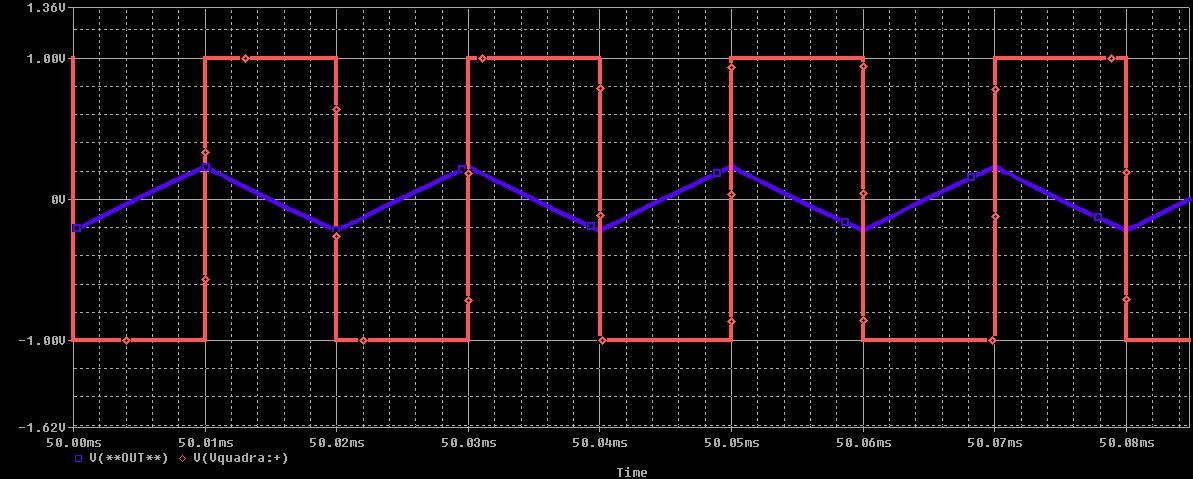 1.36V
1.00V
0V
-1.00V
-1.62V
50.00ms 50.01ms 50.02ms 50.03ms 50.04ms 50.05ms 50.06ms 50.07ms 50.08ms
V(**OUT**) V(Vquadra:+)
Time